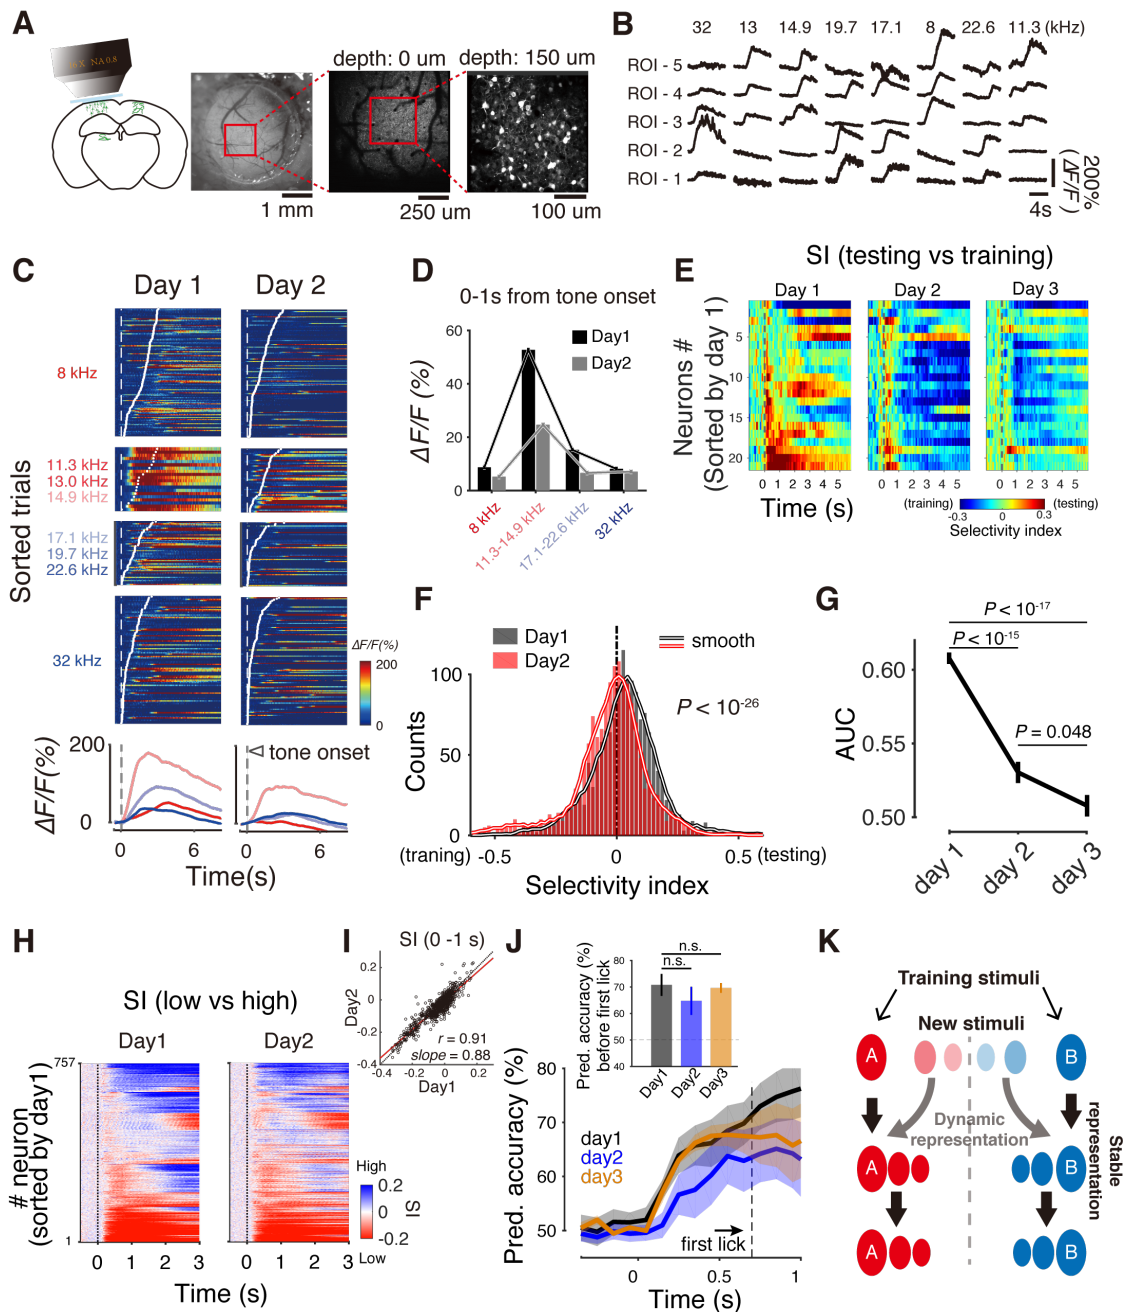 A
NA 0.8
depth: 0 um
depth: 150 um
1 mm
250 um
100 um
B
32 13 14.9 19.7 17.1 8 22.6 11.3 (kHz)
ROI - 5
ROI - 4
ROI - 3
ROI - 2
ROI - 1
200%
(ΔF/F)
4s
C
Day 1 Day 2
Sorted trials
8 kHz
11.3 kHz
13.0 kHz
14.9 kHz
17.1 kHz
19.7 kHz
22.6 kHz
32 kHz
ΔF/F(%)
200
0
ΔF/F(%)
200
0
tone onset
0 6 0 6
Time(s)
D
0-1s from tone onset
ΔF/F (%)
60
40
20
0
Day1
Day2
8 kHz
11.3-14.9 kHz
17.1-22.6 kHz
32 kHz
E
SI (testing vs training)
Day 1 Day 2 Day 3
Neurons #
(Sorted by day 1)
5
10
15
20
0 1 2 3 4 5 0 1 2 3 4 5 0 1 2 3 4 5
Time (s)
(training) (testing)
-0.3 0 0.3
Selectivity index
F
Day1
Day2
smooth
P < 10-26
Counts
100
50
0
(traning) -0.5 0 0.5 (testing)
Selectivity index
G
P < 10-17
P < 10-15
P = 0.048
AUC
0.60
0.55
0.50
day 1
day 2
day 3
H
SI (low vs high)
Day1 Day2
# neuron
(sorted by day1)
757
1
1 2 3 0 1 2 3
Time (s)
High
0.2
0
-0.2
Low
SI
I
SI (0 -1 s)
Day2
0.2
0
-0.2
-0.4
r = 0.91
slope = 0.88
-0.4 -0.2 0 0.2
Day1
J
Pred. accuracy (%)
before first lick
80
70
60
50
40
n.s.
n.s.
Day1
Day2
Day3
Pred. accuracy (%)
80
70
60
50
day1
day2
day3
first lick
0 0.5 1
Time (s)
K
Training stimuli
New stimuli
A B
Dynamic
representation
Stable
representation
A B
A B